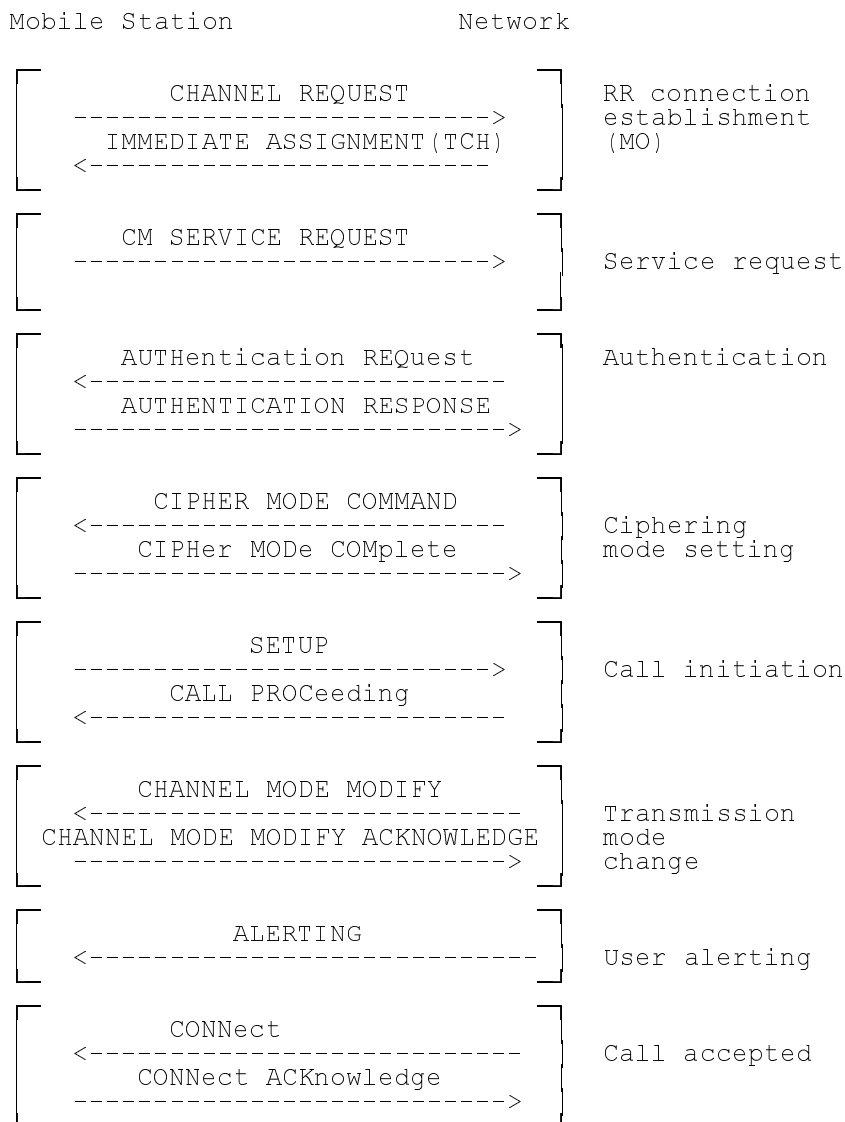 Mobile Station Network
CHANNEL REQUEST RR connection
-------------------------->  establishment
IMMEDIATE ASSIGNMENT(TCH) (MO)
<-------------------------
CM SERVICE REQUEST
--------------------------> Service request
AUTHentication REQuest Authentication
<--------------------------
AUTHENTICATION RESPONSE
--------------------------->
CIPHER MODE COMMAND
<-------------------------- Ciphering
CIPHer MODe COMplete mode setting
--------------------------->
SETUP
--------------------------> Call initiation
CALL PROCeeding
<--------------------------
CHANNEL MODE MODIFY
<--------------------------- Transmission
CHANNEL MODE MODIFY ACKNOWLEDGE mode
---------------------------> change
ALERTING
<---------------------------- User alerting
CONNect
<--------------------------- Call accepted
CONNect ACKnowledge
--------------------------->